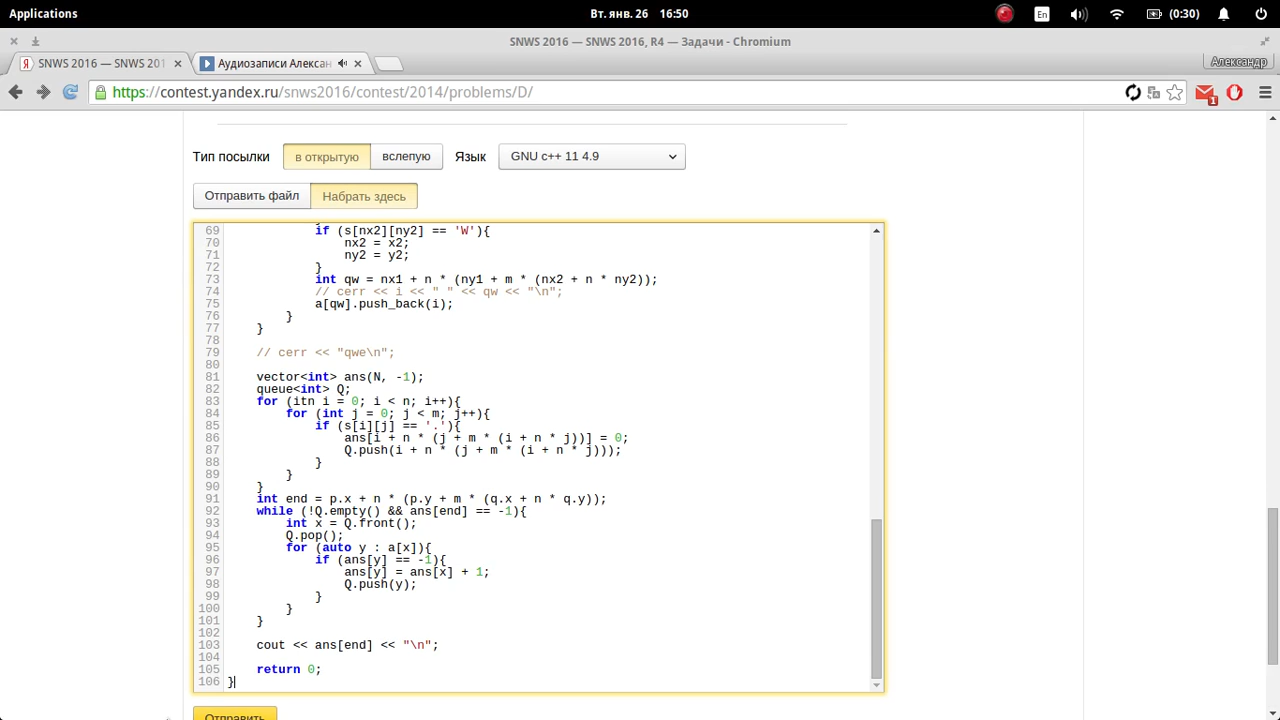 Applications
Вт. янв. 26 16:50
En
(0:30)
SNWS 2016 — SNWS 2016, R4 — Задачи - Chromium
Я SNWS 2016 — SNWS 201
Аудиозаписи Алексан
Александр
https://contest.yandex.ru/snws2016/contest/2014/problems/D/
1
Тип посылки в открытую вслепую Язык GNU c++ 11 4.9
Отправить файл Набрать здесь
69 if (s[nx2][ny2] == 'W'){
70 nx2 = x2;
71 ny2 = y2;
72 }
73 int qw = nx1 + n * (ny1 + m * (nx2 + n * ny2));
74 // cerr << i << " " << qw << "\n";
75 a[qw].push_back(i);
76 }
77 }
78
79 // cerr << "qwe\n";
80
81 vector<int> ans(N, -1);
82 queue<int> Q;
83 for (itn i = 0; i < n; i++){
84 for (int j = 0; j < m; j++){
85 if (s[i][j] == '.'){
86 ans[i + n * (j + m * (i + n * j))] = 0;
87 Q.push(i + n * (j + m * (i + n * j)));
88 }
89 }
90 }
91 int end = p.x + n * (p.y + m * (q.x + n * q.y));
92 while (!Q.empty() && ans[end] == -1){
93 int x = Q.front();
94 Q.pop();
95 for (auto y : a[x]){
96 if (ans[y] == -1){
97 ans[y] = ans[x] + 1;
98 Q.push(y);
99 }
100 }
101 }
102
103 cout << ans[end] << "\n";
104
105 return 0;
106 }
Отправить